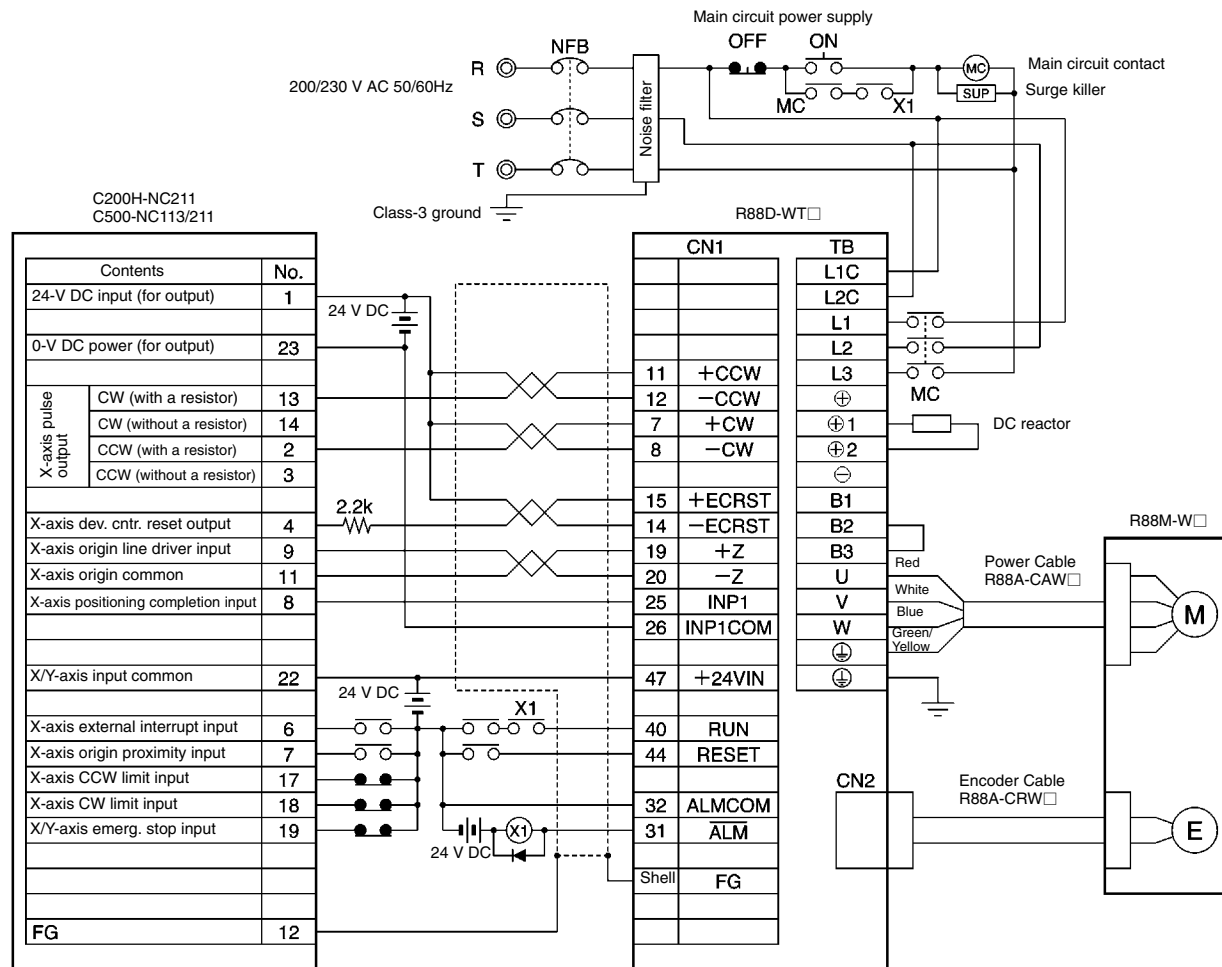 Main circuit power supply
OFF
ON
NFB
R
MC
Main circuit contact
200/230 V AC 50/60Hz
SUP
Surge killer
MC
X1
S
Noise filter
T
C200H-NC211
C500-NC113/211
Class-3 ground
R88D-WT□
Contents No.
24-V DC input (for output) 1
0-V DC power (for output) 23
X-axis pulse output
CW (with a resistor) 13
CW (without a resistor) 14
CCW (with a resistor) 2
CCW (without a resistor) 3
X-axis dev. cntr. reset output 4
X-axis origin line driver input 9
X-axis origin common 11
X-axis positioning completion input 8
X/Y-axis input common 22
X-axis external interrupt input 6
X-axis origin proximity input 7
X-axis CCW limit input 17
X-axis CW limit input 18
X/Y-axis emerg. stop input 19
FG 12
24 V DC
2.2k
24 V DC
X1
X1
24 V DC
CN1
11 +CCW
12 −CCW
7 +CW
8 −CW
15 +ECRST
14 −ECRST
19 +Z
20 −Z
25 INP1
26 INP1COM
47 +24VIN
40 RUN
44 RESET
32 ALMCOM
31 ALM
Shell FG
TB
L1C
L2C
L1
L2
L3
⊕
⊕1
⊕2
⊖
B1
B2
B3
U
V
W
MC
DC reactor
Red
White
Blue
Green/
Yellow
Power Cable
R88A-CAW□
R88M-W□
M
CN2
Encoder Cable
R88A-CRW□
E